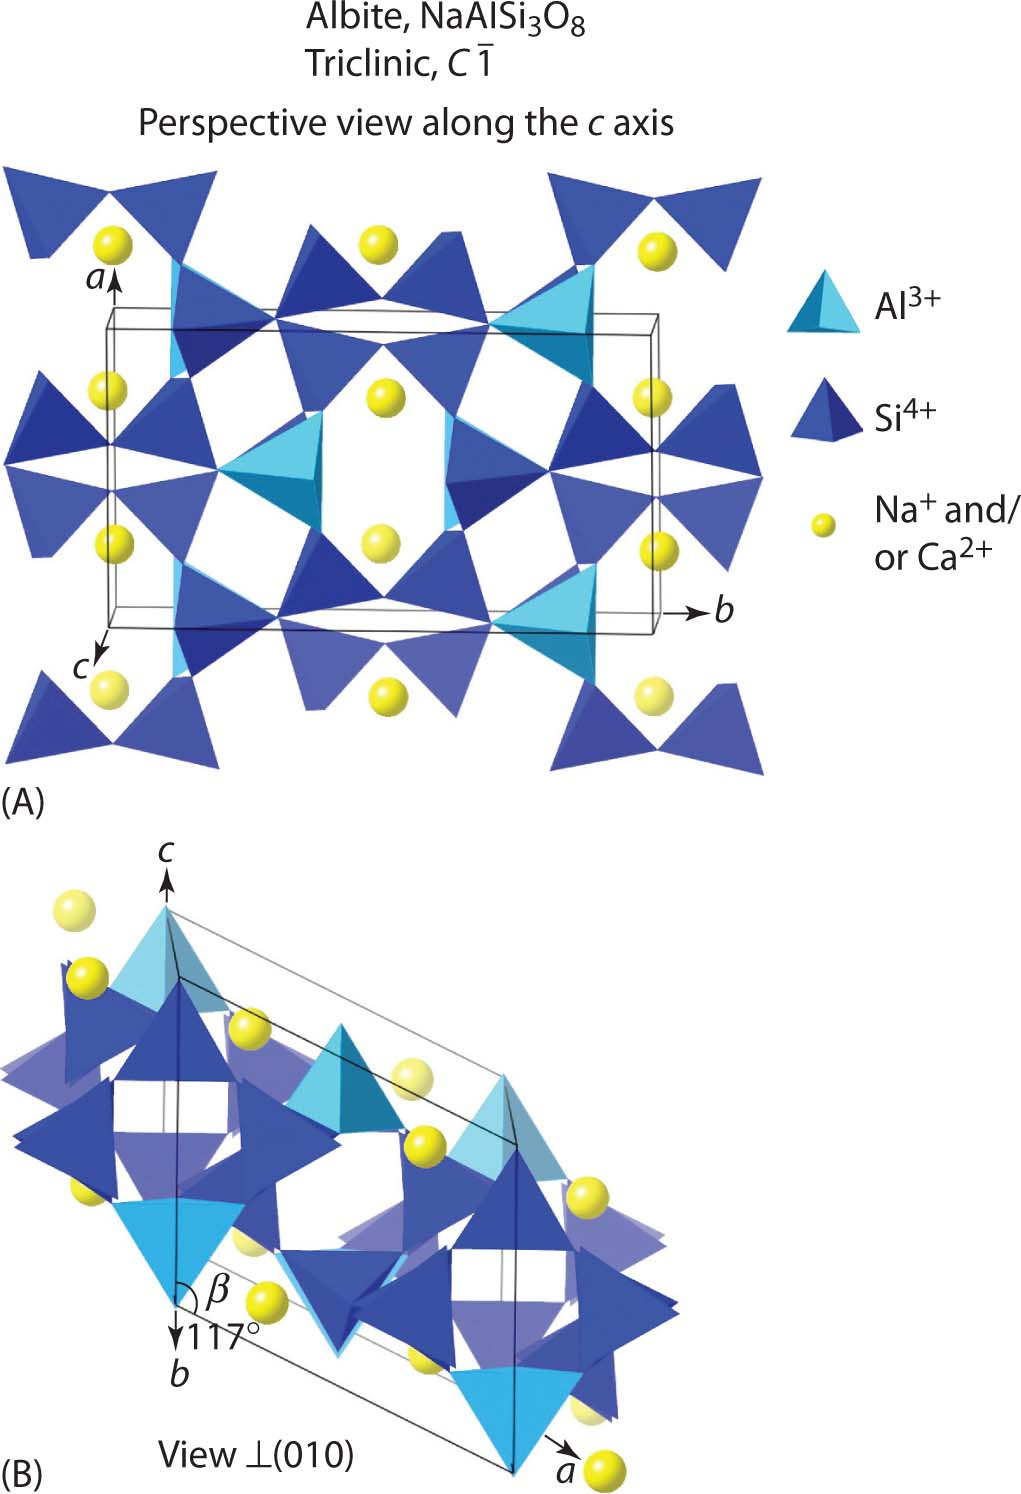 Albite, NaAlSi₃O₈
Triclinic, C1̅
Perspective view along the c axis
a
Al³⁺
Si⁴⁺
Na⁺ and/
or Ca²⁺
b
c
(A)
c
β
117°
b
View ⊥(010)
a
(B)